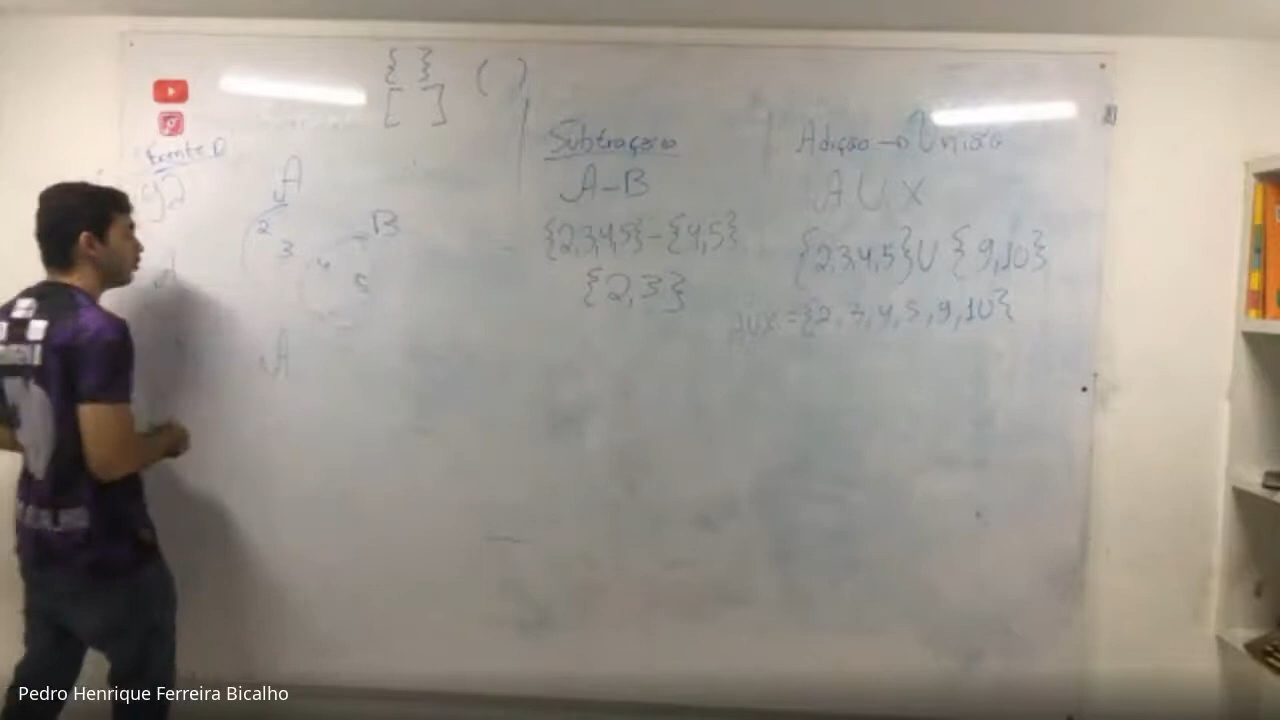 { } ( )
[ ]
Frente D
A
2
3
4
5
B
A
Subtração
A-B
{2,3,4,5}-{4,5}
{2,3}
Adição → União
A U X
{2,3,4,5} U {9,10}
AUX={2,3,4,5,9,10}
Pedro Henrique Ferreira Bicalho